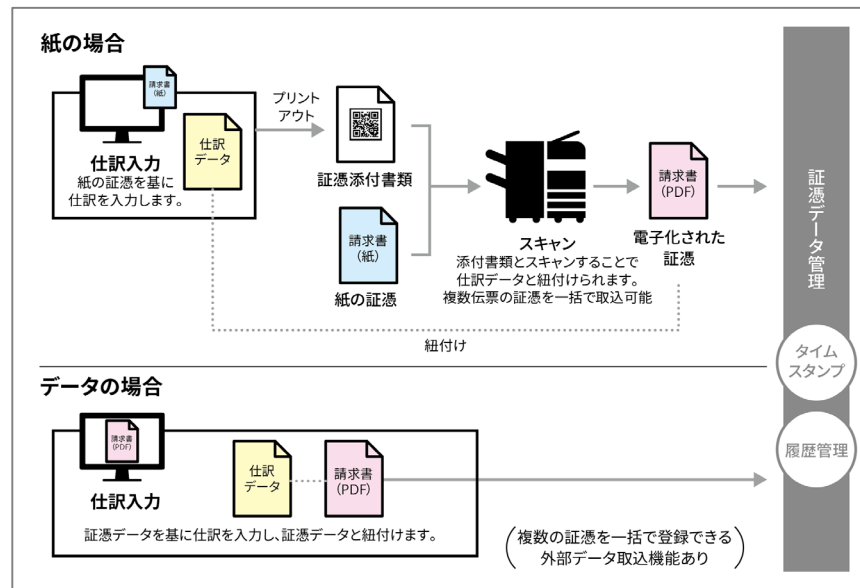 紙の場合
請求書
(紙)
仕訳
データ
仕訳入力
紙の証憑を基に
仕訳を入力します。
プリント
アウト
証憑添付書類
請求書
(紙)
紙の証憑
スキャン
添付書類とスキャンすることで
仕訳データと紐付けられます。
複数伝票の証憑を一括で取込可能
請求書
(PDF)
電子化された
証憑
紐付け
証憑データ管理
タイム
スタンプ
履歴管理
データの場合
請求書
(PDF)
仕訳入力
仕訳
データ
請求書
(PDF)
証憑データを基に仕訳を入力し、証憑データと紐付けます。
(複数の証憑を一括で登録できる
外部データ取込機能あり)